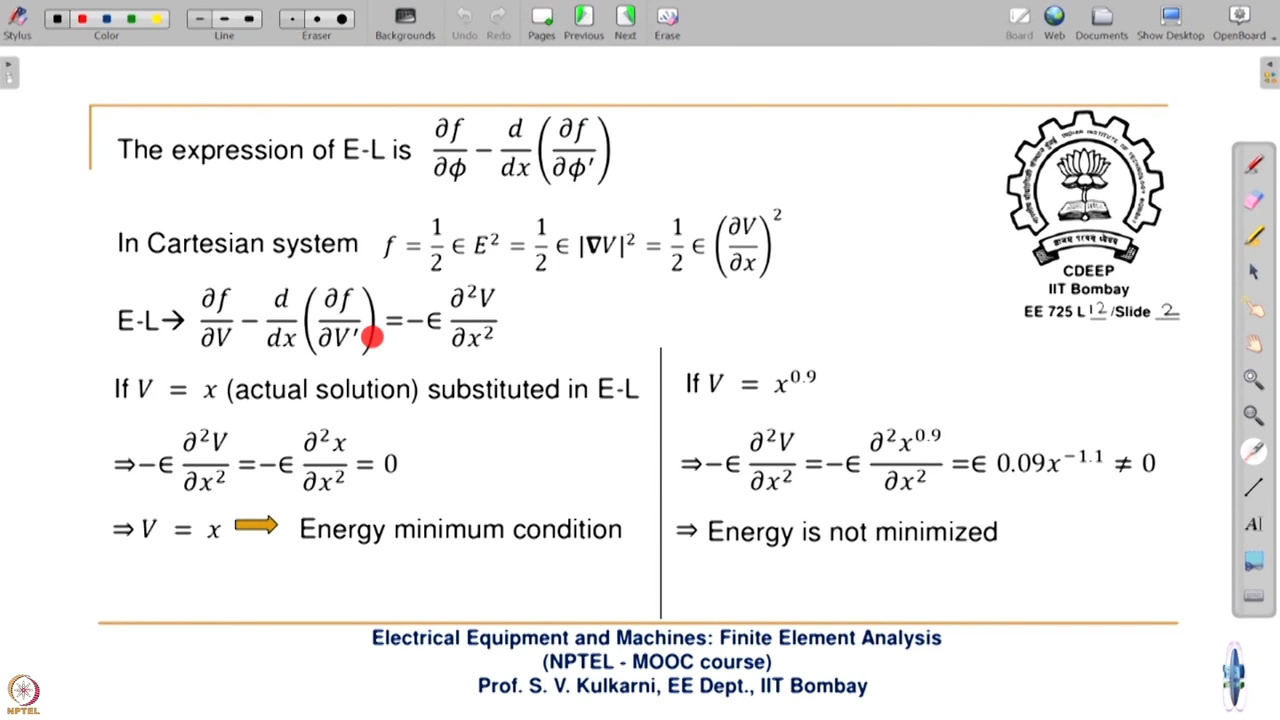 Stylus Color Line Eraser Backgrounds Undo Redo Pages Previous Next Erase Board Web Documents Show Desktop OpenBoard
The expression of E-L is ∂f/∂ϕ − d/dx (∂f/∂ϕ′)
In Cartesian system f = 1/2 ∈ E² = 1/2 ∈ |∇V|² = 1/2 ∈ (∂V/∂x)²
E-L→ ∂f/∂V − d/dx (∂f/∂V′) =−∈ ∂²V/∂x²
CDEEP
IIT Bombay
EE 725 L 12 /Slide 2
If V = x (actual solution) substituted in E-L
⇒−∈ ∂²V/∂x² =−∈ ∂²x/∂x² = 0
⇒ V = x Energy minimum condition
If V = x^0.9
⇒−∈ ∂²V/∂x² =−∈ ∂²x^0.9/∂x² =∈ 0.09x^−1.1 ≠ 0
⇒ Energy is not minimized
Electrical Equipment and Machines: Finite Element Analysis
(NPTEL - MOOC course)
Prof. S. V. Kulkarni, EE Dept., IIT Bombay
NPTEL